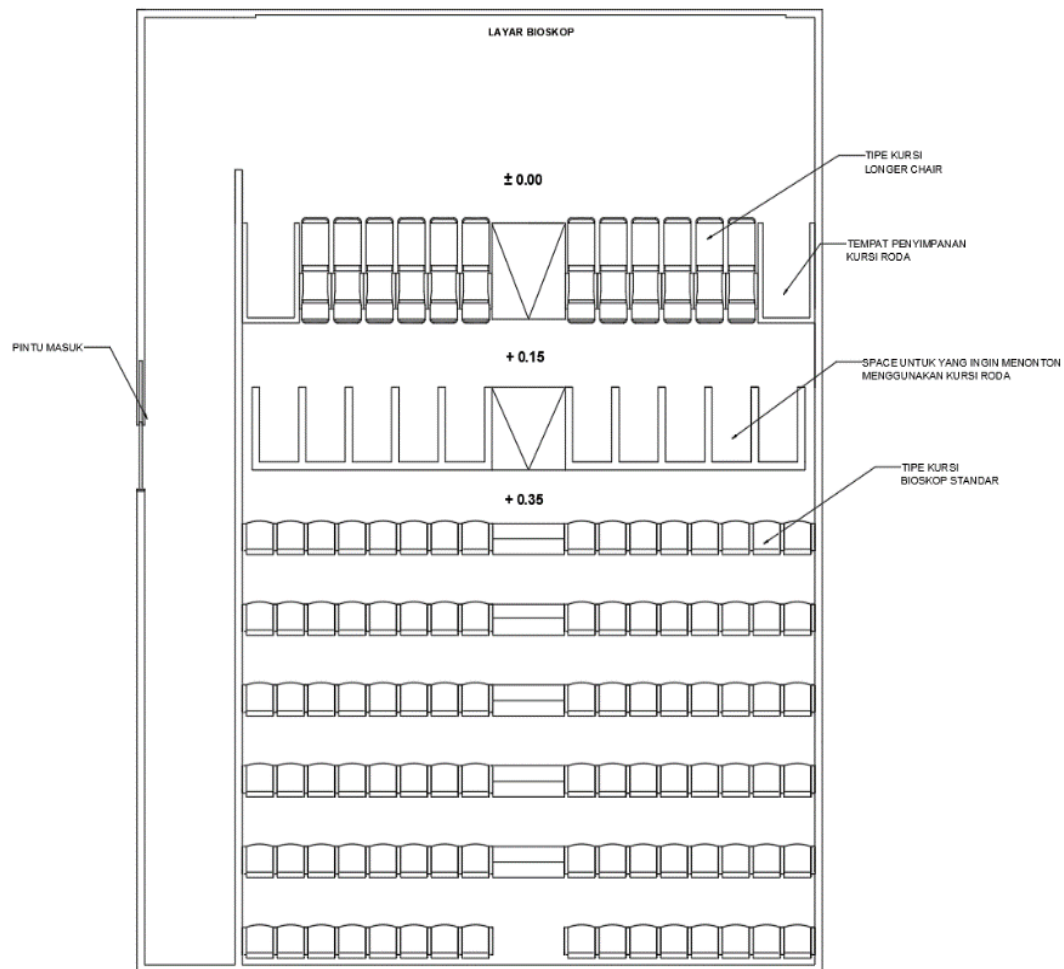 LAYAR BIOSKOP
TIPE KURSI
LONGER CHAIR
± 0.00
TEMPAT PENYIMPANAN
KURSI RODA
PINTU MASUK
+ 0.15
SPACE UNTUK YANG INGIN MENONTON
MENGGUNAKAN KURSI RODA
TIPE KURSI
BIOSKOP STANDAR
+ 0.35